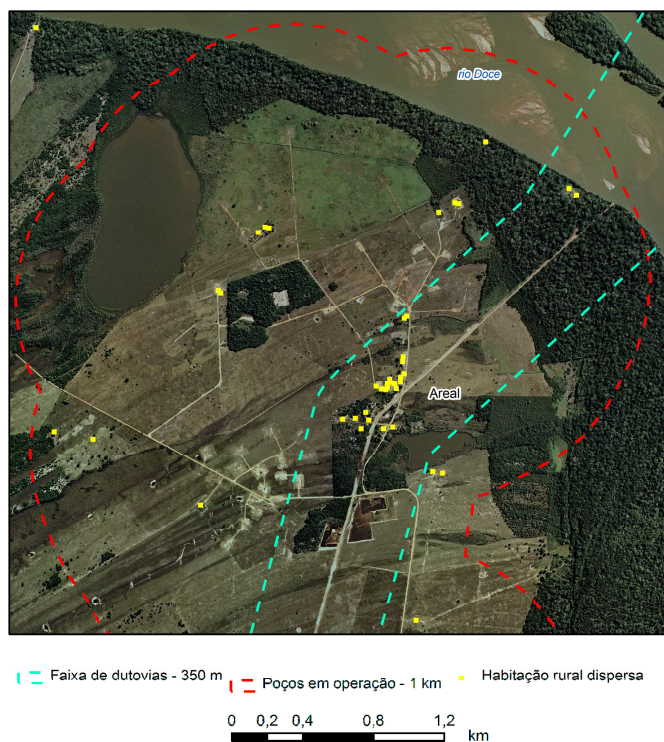 rio Doce
Areal
Faixa de dutovias - 350 m
Poços em operação - 1 km
Habitação rural dispersa
0 0,2 0,4 0,8 1,2
km